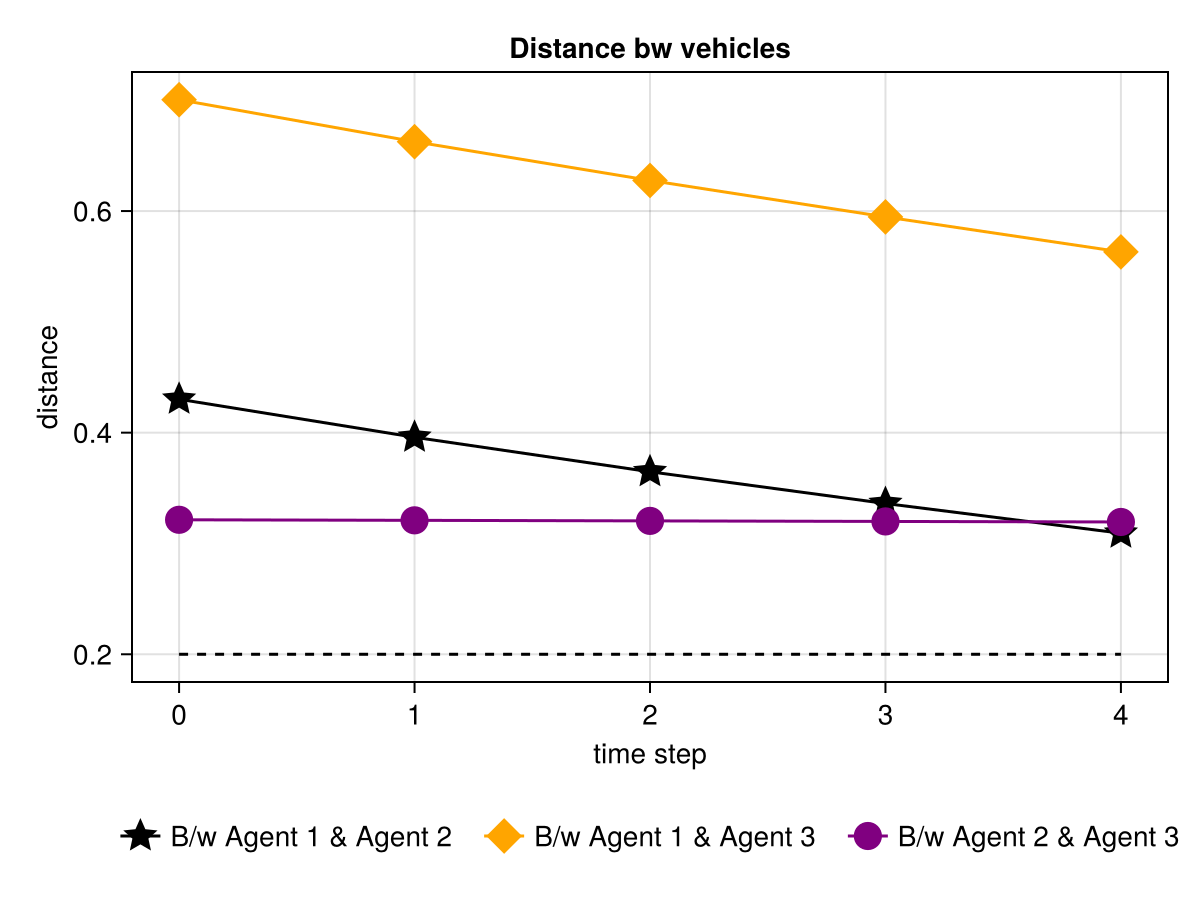 Distance bw vehicles
distance
0.6
0.4
0.2
0 1 2 3 4
time step
B/w Agent 1 & Agent 2 B/w Agent 1 & Agent 3 B/w Agent 2 & Agent 3